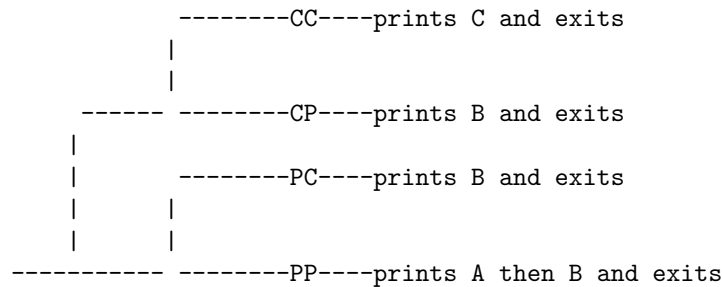 --------CC----prints C and exits
|
|
------ --------CP----prints B and exits
|
| --------PC----prints B and exits
| |
| |
----------- --------PP----prints A then B and exits